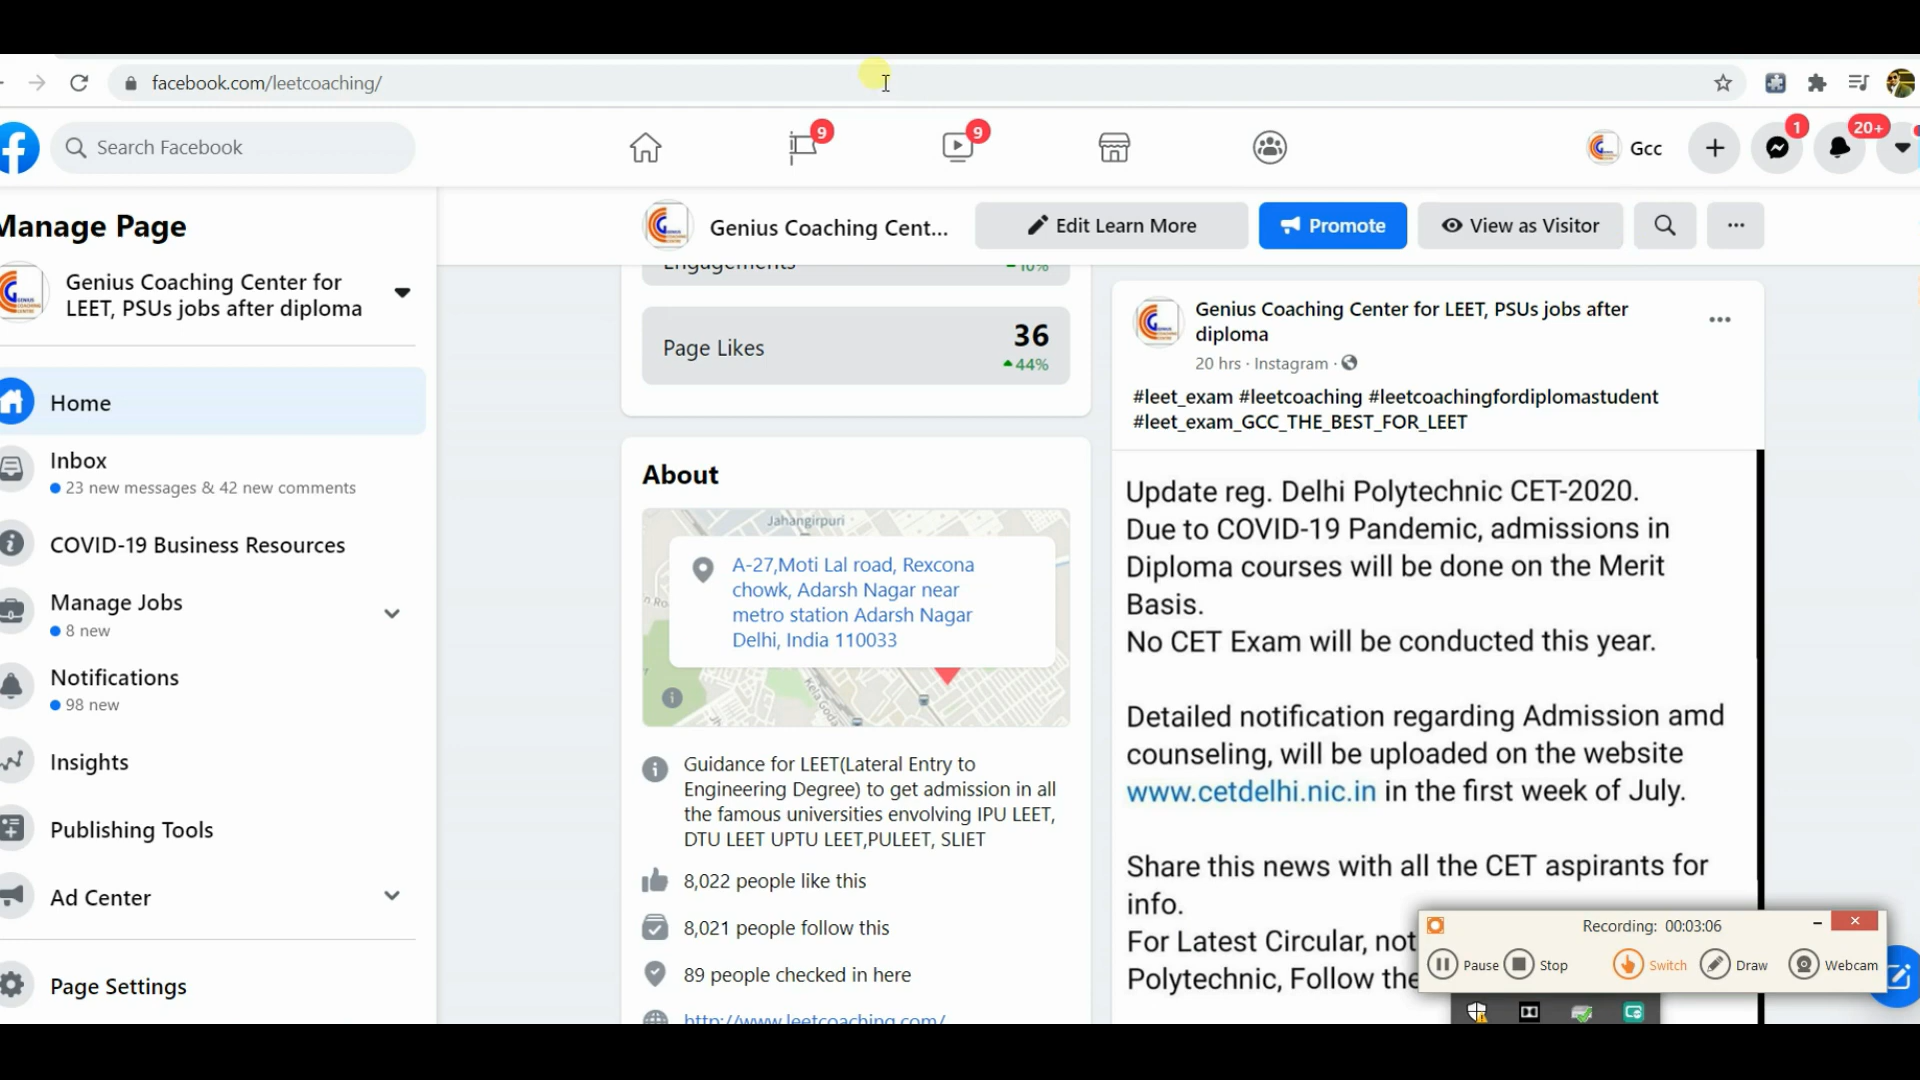 facebook.com/leetcoaching/
Search Facebook
9
9
Gcc
1
20+
Manage Page
Genius Coaching Center for
LEET, PSUs jobs after diploma
Home
Inbox
23 new messages & 42 new comments
COVID-19 Business Resources
Manage Jobs
8 new
Notifications
98 new
Insights
Publishing Tools
Ad Center
Page Settings
Genius Coaching Cent...
Edit Learn More
Promote
View as Visitor
Engagements
10%
Page Likes
36
44%
About
Jahangirpuri
A-27,Moti Lal road, Rexcona
chowk, Adarsh Nagar near
metro station Adarsh Nagar
Delhi, India 110033
Guidance for LEET(Lateral Entry to
Engineering Degree) to get admission in all
the famous universities envolving IPU LEET,
DTU LEET UPTU LEET,PULEET, SLIET
8,022 people like this
8,021 people follow this
89 people checked in here
http://www.leetcoaching.com/
Genius Coaching Center for LEET, PSUs jobs after
diploma
20 hrs · Instagram ·
#leet_exam #leetcoaching #leetcoachingfordiplomastudent
#leet_exam_GCC_THE_BEST_FOR_LEET
Update reg. Delhi Polytechnic CET-2020.
Due to COVID-19 Pandemic, admissions in
Diploma courses will be done on the Merit
Basis.
No CET Exam will be conducted this year.
Detailed notification regarding Admission amd
counseling, will be uploaded on the website
www.cetdelhi.nic.in in the first week of July.
Share this news with all the CET aspirants for
info.
For Latest Circular, not
Polytechnic, Follow the
Recording: 00:03:06
Pause
Stop
Switch
Draw
Webcam